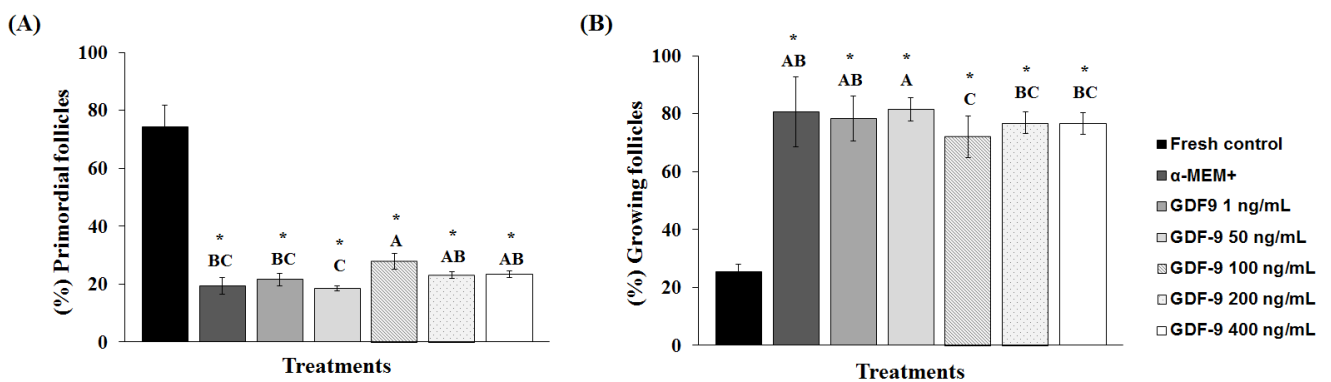 (A)
(%) Primordial follicles
100
80
60
40
20
0
*
BC
*
BC
*
C
*
A
*
AB
*
AB
Treatments
(B)
(%) Growing follicles
100
80
60
40
20
0
*
AB
*
AB
*
A
*
C
*
BC
*
BC
Treatments
Fresh control
α-MEM+
GDF9 1 ng/mL
GDF-9 50 ng/mL
GDF-9 100 ng/mL
GDF-9 200 ng/mL
GDF-9 400 ng/mL